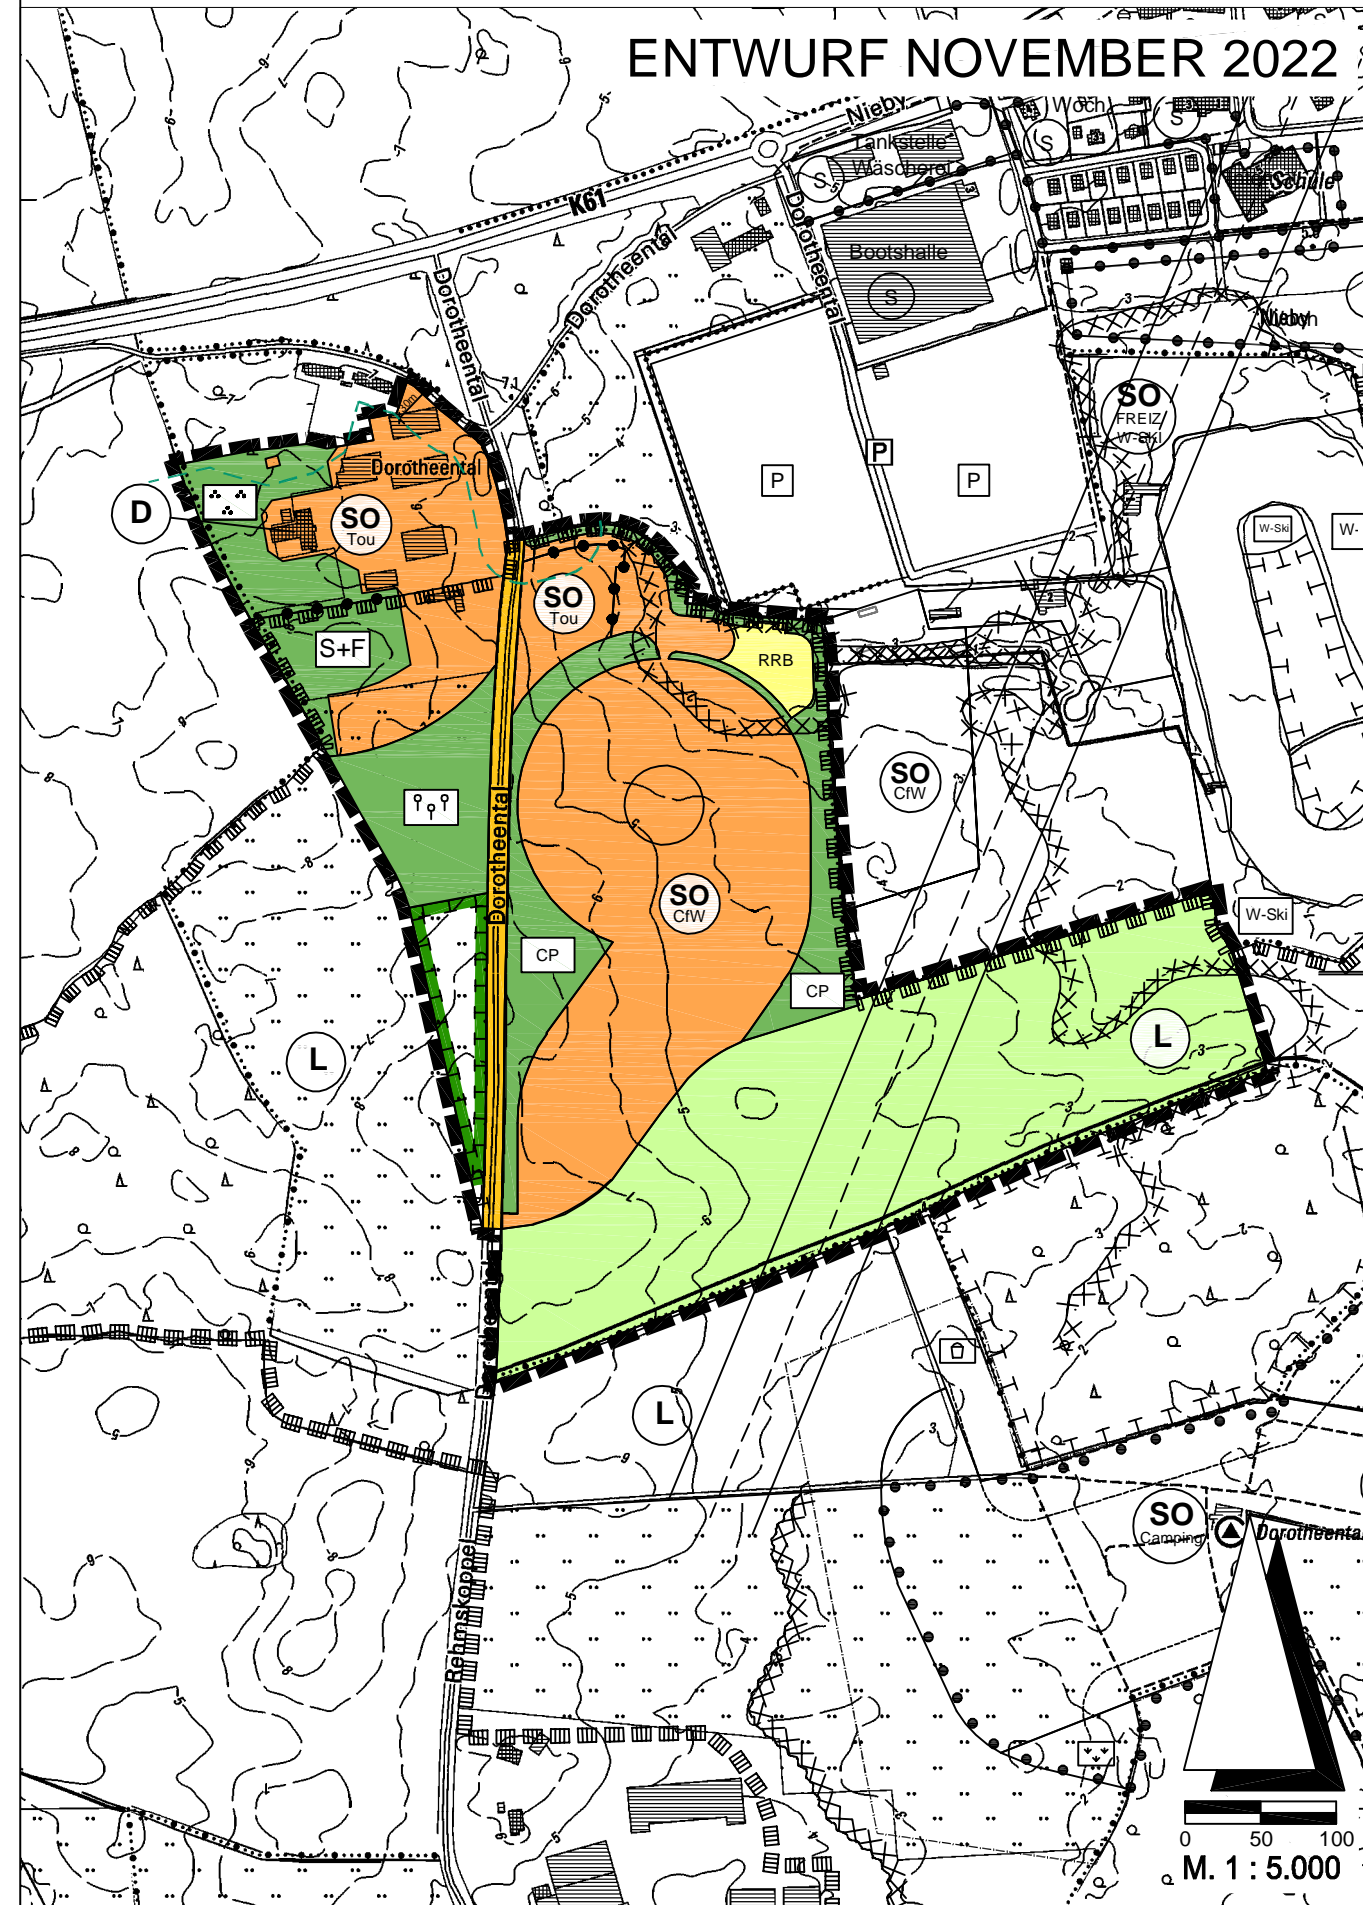 ENTWURF NOVEMBER 2022
Nieby
Woch
S
S
Tankstelle
Wäscherei
S
Schule
K61
Dorotheental
Dorotheental
Dorotheental
Bootshalle
S
Nieby
SO
FREIZ/
W-Ski
30m
Dorotheental
P
P
P
D
SO
Tou
SO
Tou
W-Ski
W-
S+F
RRB
SO
CfW
Dorotheental
SO
CfW
W-Ski
CP
CP
L
L
L
SO
Camping
Dorotheental
Rehmskoppel
0 50 100
M. 1 : 5.000